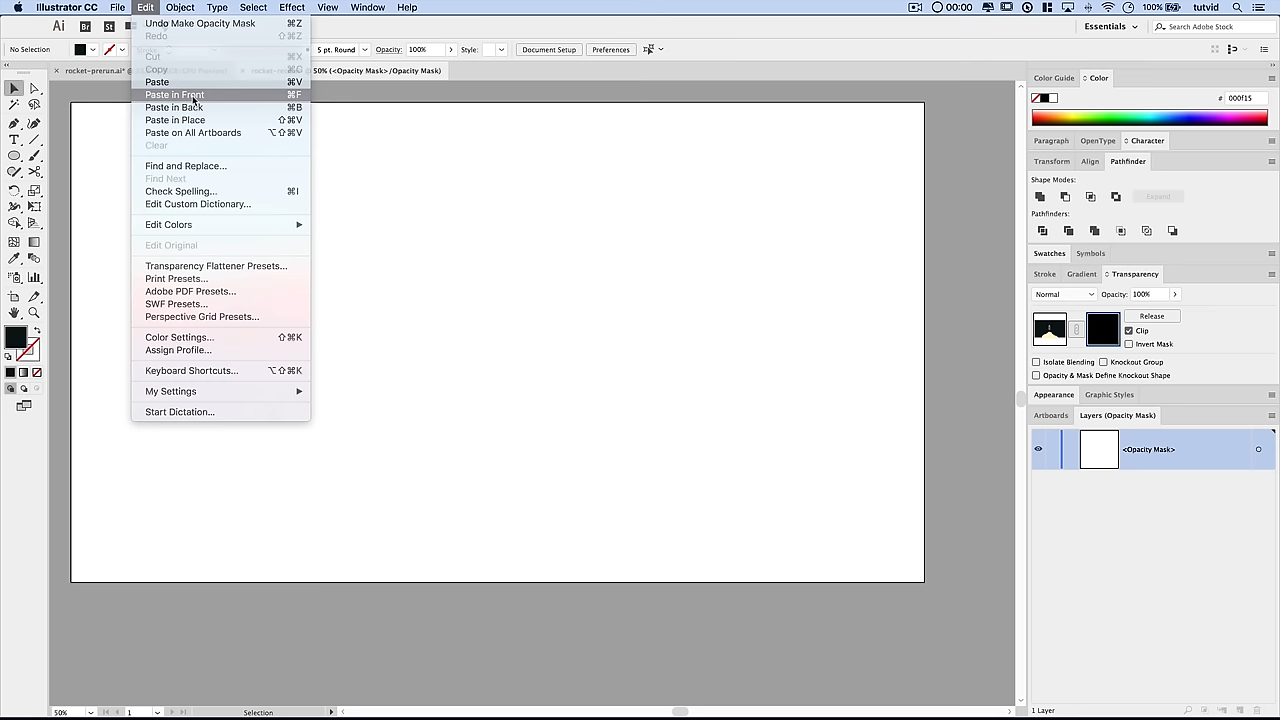 Illustrator CC File Edit Object Type Select Effect View Window Help 00:00 100% tutvid
Ai Br St Essentials Search Adobe Stock
No Selection 5 pt. Round Opacity: 100% Style: Document Setup Preferences
rocket-prerun.ai* @ 50% (<Opacity Mask>/Opacity Mask)
Undo Make Opacity Mask ⌘Z
Redo ⇧⌘Z
Cut ⌘X
Copy ⌘C
Paste ⌘V
Paste in Front ⌘F
Paste in Back ⌘B
Paste in Place ⇧⌘V
Paste on All Artboards ⌥⇧⌘V
Clear
Find and Replace...
Find Next
Check Spelling... ⌘I
Edit Custom Dictionary...
Edit Colors
Edit Original
Transparency Flattener Presets...
Print Presets...
Adobe PDF Presets...
SWF Presets...
Perspective Grid Presets...
Color Settings... ⇧⌘K
Assign Profile...
Keyboard Shortcuts... ⌥⇧⌘K
My Settings
Start Dictation...
Color Guide Color
# 000f15
Paragraph OpenType Character
Transform Align Pathfinder
Shape Modes:
Expand
Pathfinders:
Swatches Symbols
Stroke Gradient Transparency
Normal Opacity: 100%
Release
Clip
Invert Mask
Isolate Blending Knockout Group
Opacity & Mask Define Knockout Shape
Appearance Graphic Styles
Artboards Layers (Opacity Mask)
<Opacity Mask>
1 Layer
50% 1 Selection